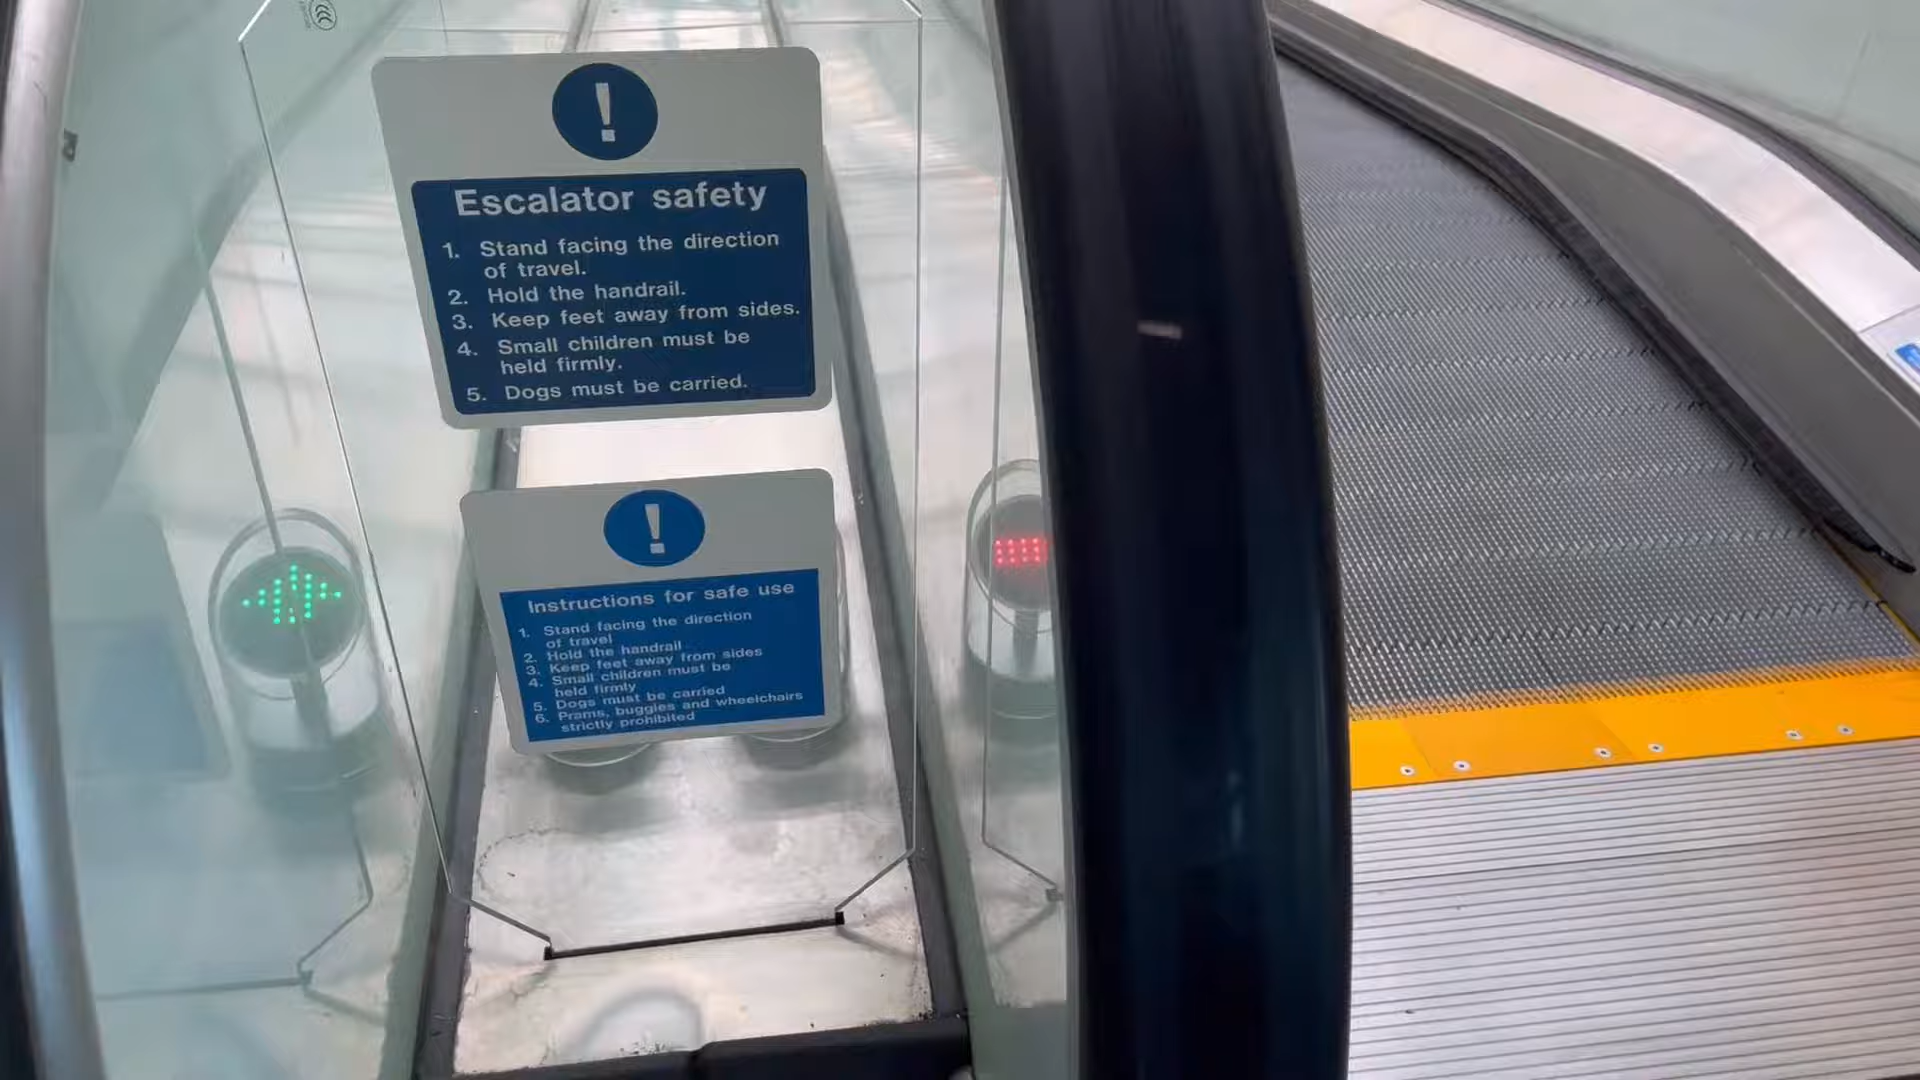 Escalator safety
1. Stand facing the direction
of travel.
2. Hold the handrail.
3. Keep feet away from sides.
4. Small children must be
held firmly.
5. Dogs must be carried.
Instructions for safe use
1. Stand facing the direction
of travel
2. Hold the handrail
3. Keep feet away from sides
4. Small children must be
held firmly
5. Dogs must be carried
6. Prams, buggies and wheelchairs
strictly prohibited